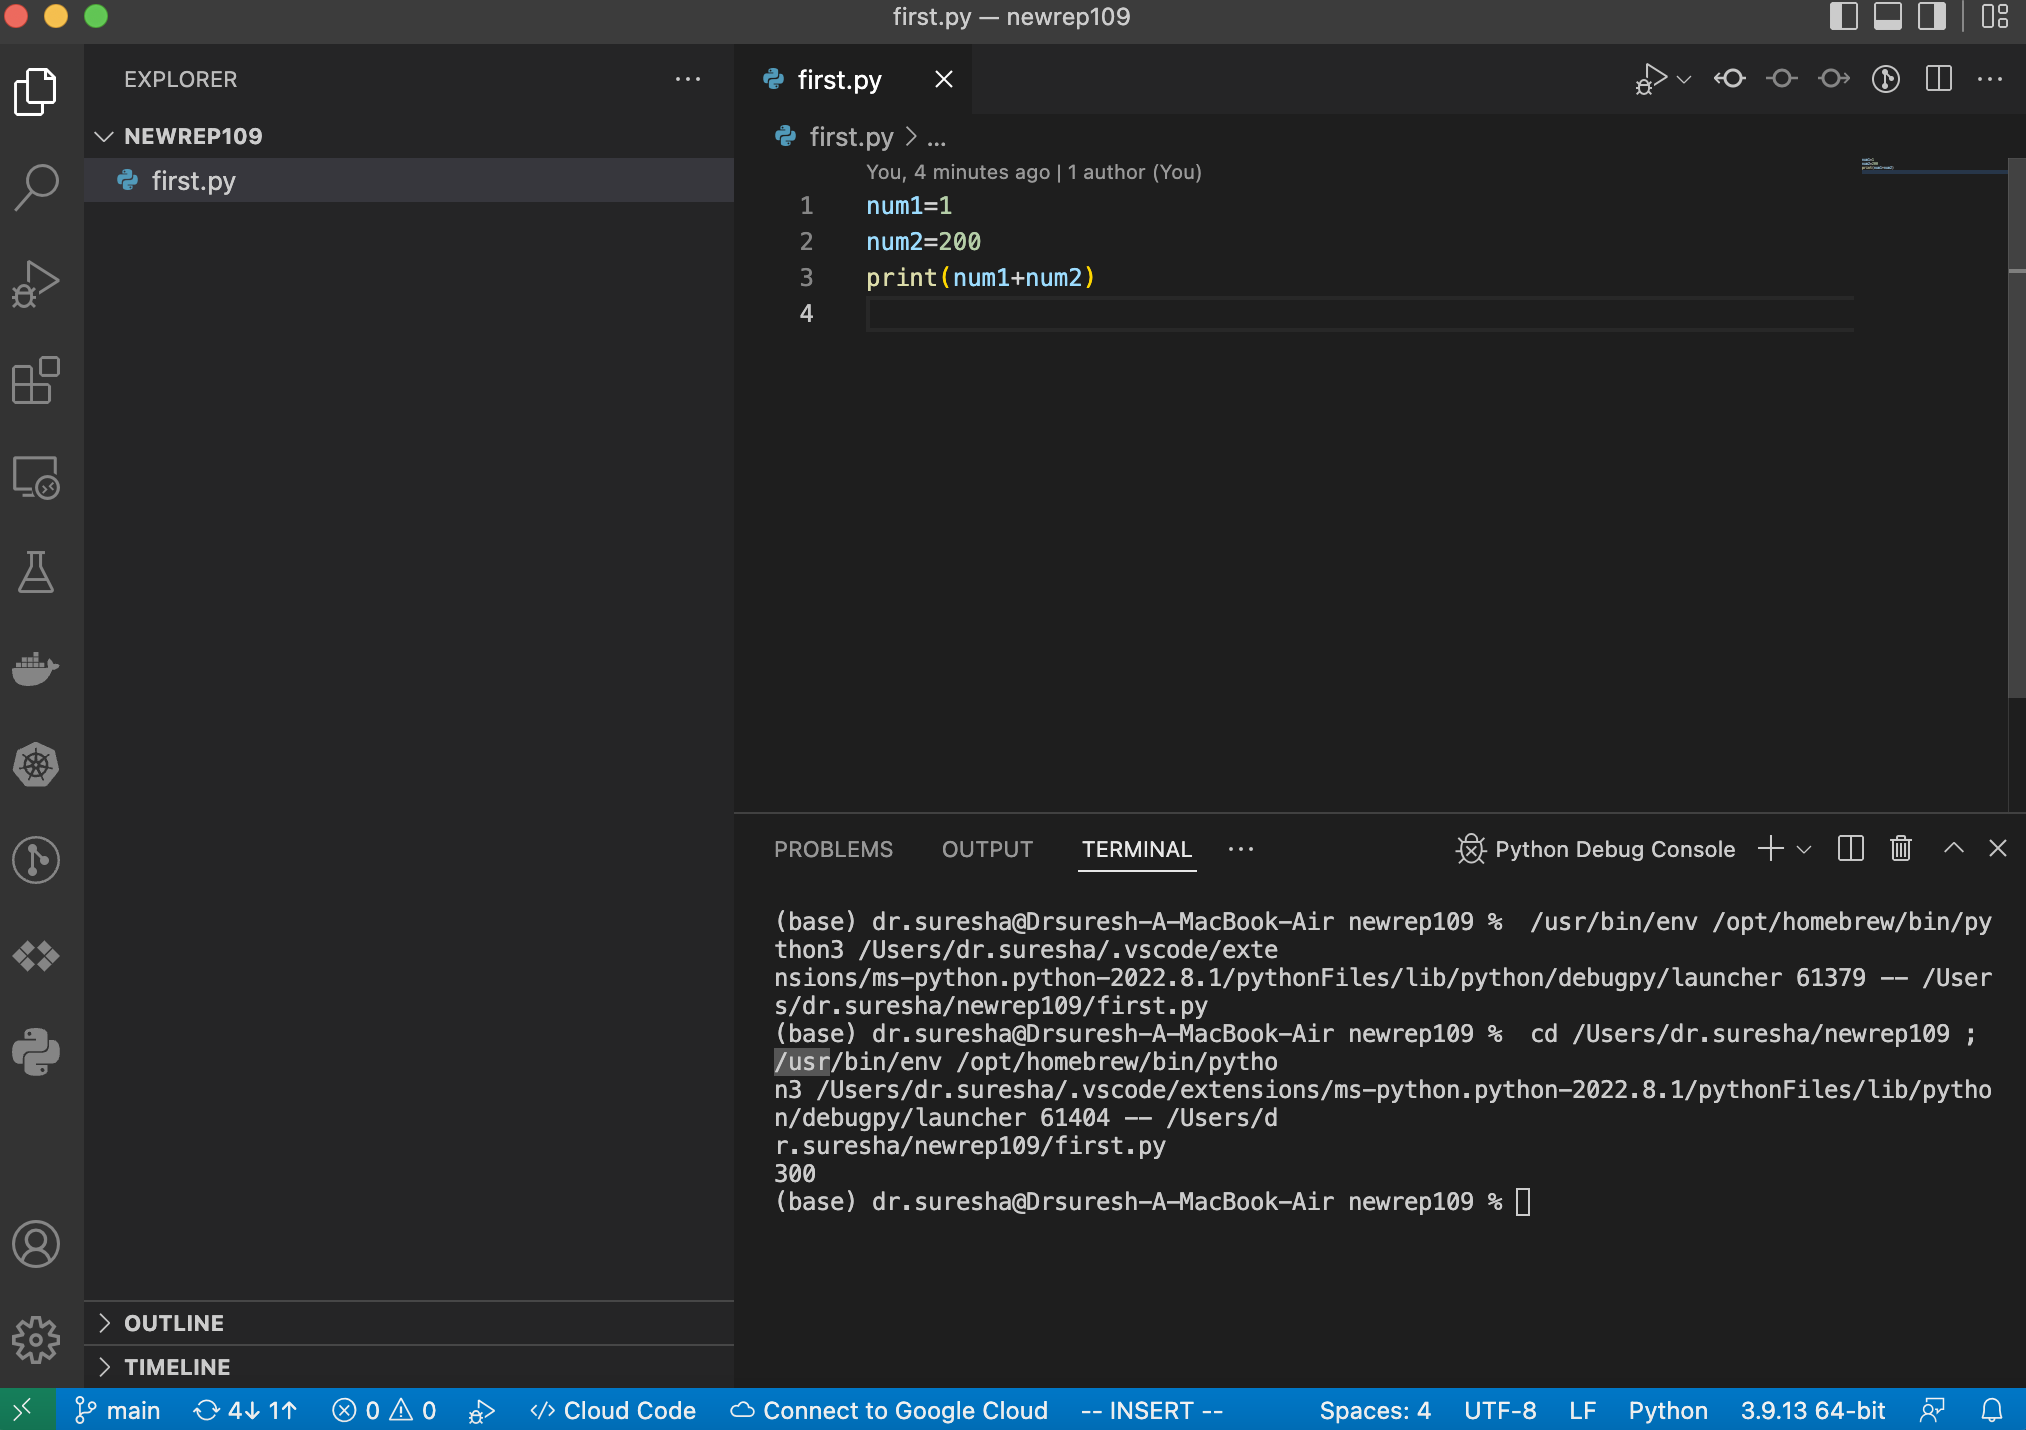 first.py — newrep109
EXPLORER
NEWREP109
first.py
first.py
first.py > ...
You, 4 minutes ago | 1 author (You)
1 num1=1
2 num2=200
3 print(num1+num2)
4
PROBLEMS OUTPUT TERMINAL ··· Python Debug Console
(base) dr.suresha@Drsuresh-A-MacBook-Air newrep109 %  /usr/bin/env /opt/homebrew/bin/py
thon3 /Users/dr.suresha/.vscode/exte
nsions/ms-python.python-2022.8.1/pythonFiles/lib/python/debugpy/launcher 61379 -- /User
s/dr.suresha/newrep109/first.py
(base) dr.suresha@Drsuresh-A-MacBook-Air newrep109 %  cd /Users/dr.suresha/newrep109 ;
/usr/bin/env /opt/homebrew/bin/pytho
n3 /Users/dr.suresha/.vscode/extensions/ms-python.python-2022.8.1/pythonFiles/lib/pytho
n/debugpy/launcher 61404 -- /Users/d
r.suresha/newrep109/first.py
300
(base) dr.suresha@Drsuresh-A-MacBook-Air newrep109 %
OUTLINE
TIMELINE
main 4↓ 1↑ 0 0 Cloud Code Connect to Google Cloud -- INSERT -- Spaces: 4 UTF-8 LF Python 3.9.13 64-bit